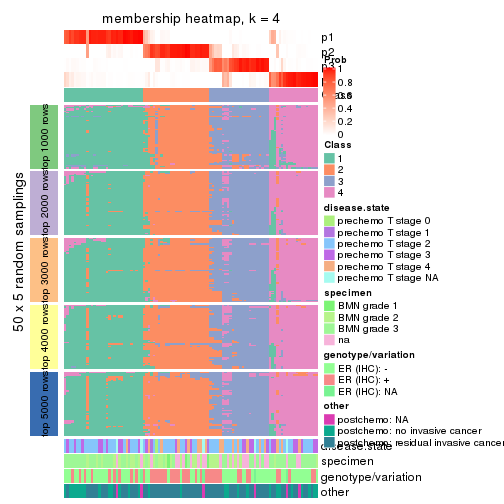 membership heatmap, k = 4
p1
p2
p3
Prob
1
0.8
0.6
0.4
0.2
0
Class
1
2
3
4
disease.state
prechemo T stage 0
prechemo T stage 1
prechemo T stage 2
prechemo T stage 3
prechemo T stage 4
prechemo T stage NA
specimen
BMN grade 1
BMN grade 2
BMN grade 3
na
genotype/variation
ER (IHC): -
ER (IHC): +
ER (IHC): NA
other
postchemo: NA
postchemo: no invasive cancer
postchemo: residual invasive cancer
disease.state
specimen
genotype/variation
other
50 x 5 random samplings
top 1000 rows
top 2000 rows
top 3000 rows
top 4000 rows
top 5000 rows